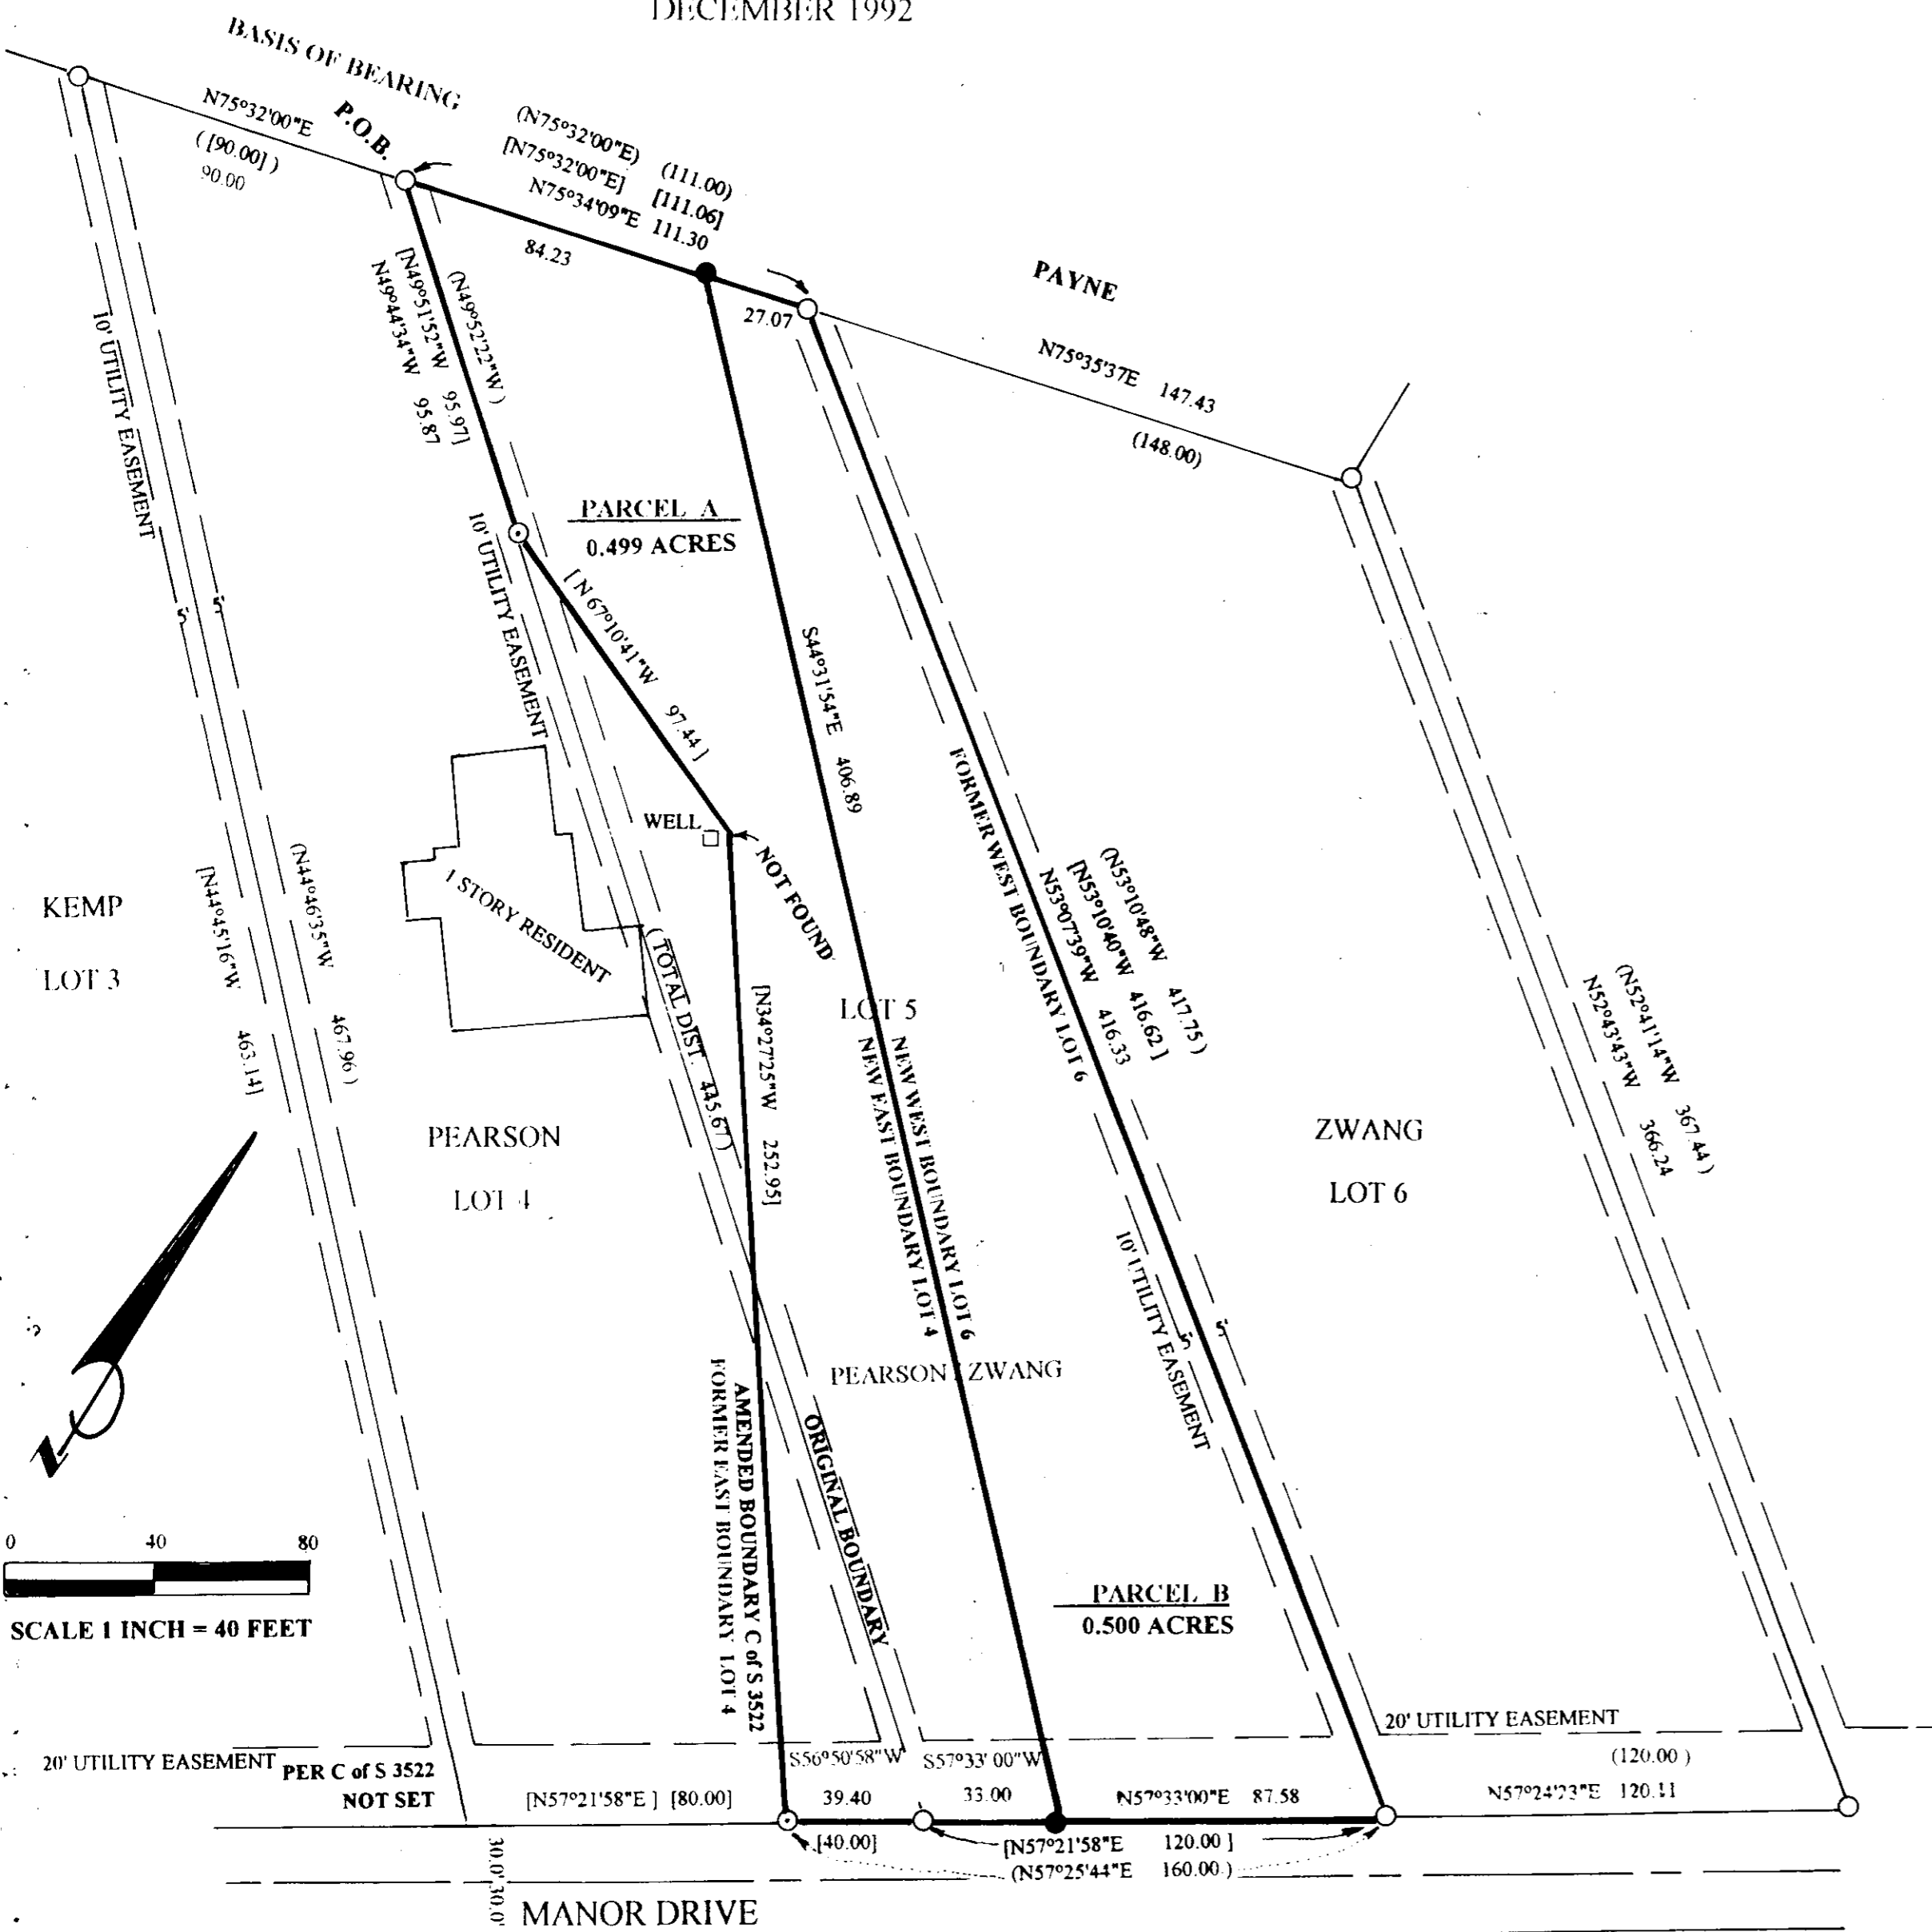 DECEMBER 1992
BASIS OF BEARING
N75°32'00"E
( [90.00] )
90.00
P.O.B.
(N75°32'00"E) (111.00)
[N75°32'00"E] [111.06]
N75°34'09"E 111.30
84.23
27.07
PAYNE
N75°35'37E 147.43
(148.00)
10' UTILITY EASEMENT
5'
5'
(N49°52'22"W )
[N49°51'52"W 95.97]
N49°44'34"W 95.87
PARCEL A
0.499 ACRES
10' UTILITY EASEMENT
[ N 67°10'41"W 97.44 ]
S44°31'54"E 406.89
WELL
NOT FOUND
1 STORY RESIDENT
( TOTAL DIST. 445.67)
FORMER WEST BOUNDARY LOT 6
(N53°10'48"W 417.75 )
[N53°10'40"W 416.62 ]
N53°07'39"W 416.33
KEMP
LOT 3
[N44°45'16"W 463.14]
(N44°46'35"W 467.96 )
[N34°27'25"W 252.95]
LOT 5
NEW WEST BOUNDARY LOT 6
NEW EAST BOUNDARY LOT 4
(N52°41'14"W 367.44 )
N52°43'43"W 366.24
PEARSON
LOT 4
ZWANG
LOT 6
10' UTILITY EASEMENT
5'
5'
PEARSON / ZWANG
N
AMENDED BOUNDARY C of S 3522
FORMER EAST BOUNDARY LOT 4
ORIGINAL BOUNDARY
0 40 80
SCALE 1 INCH = 40 FEET
PARCEL B
0.500 ACRES
20' UTILITY EASEMENT
20' UTILITY EASEMENT
PER C of S 3522
NOT SET
S56°50'58"W
39.40
S57°33' 00"W
33.00
[N57°21'58"E ] [80.00]
N57°33'00"E 87.58
(120.00 )
N57°24'23"E 120.11
[40.00]
[N57°21'58"E 120.00 ]
(N57°25'44"E 160.00 )
30.0' 30.0'
MANOR DRIVE